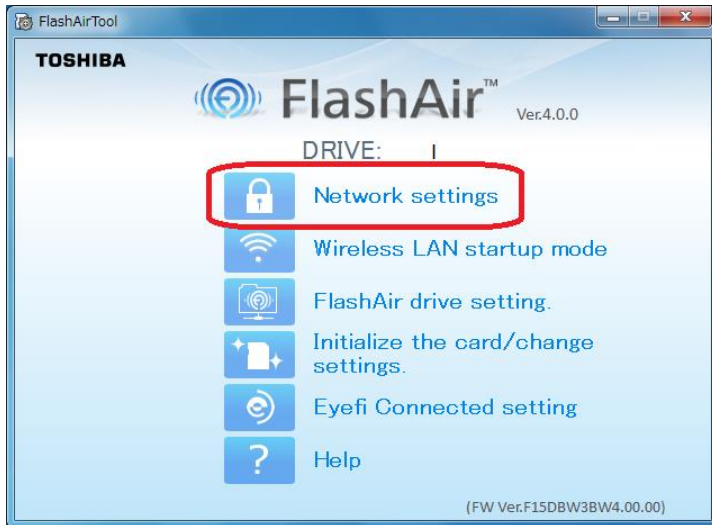 FlashAirTool
TOSHIBA
FlashAir™
Ver.4.0.0
DRIVE: I
Network settings
Wireless LAN startup mode
FlashAir drive setting.
Initialize the card/change
settings.
Eyefi Connected setting
? Help
(FW Ver.F15DBW3BW4.00.00)